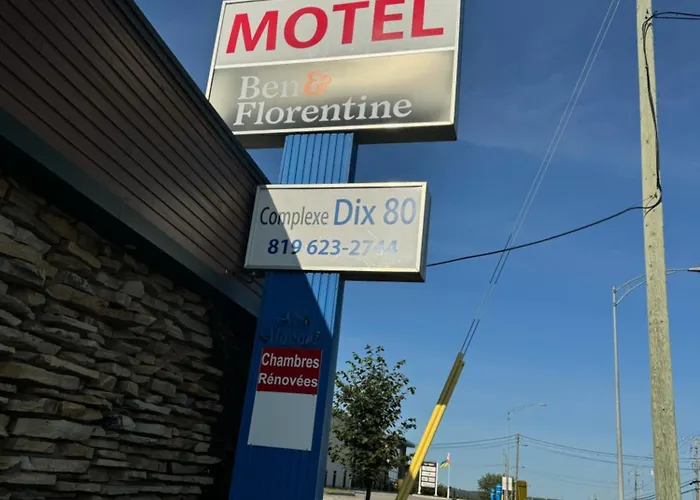 MOTEL
Ben&
Florentine
Complexe Dix 80
819 623-2744
Chambres
Rénovées